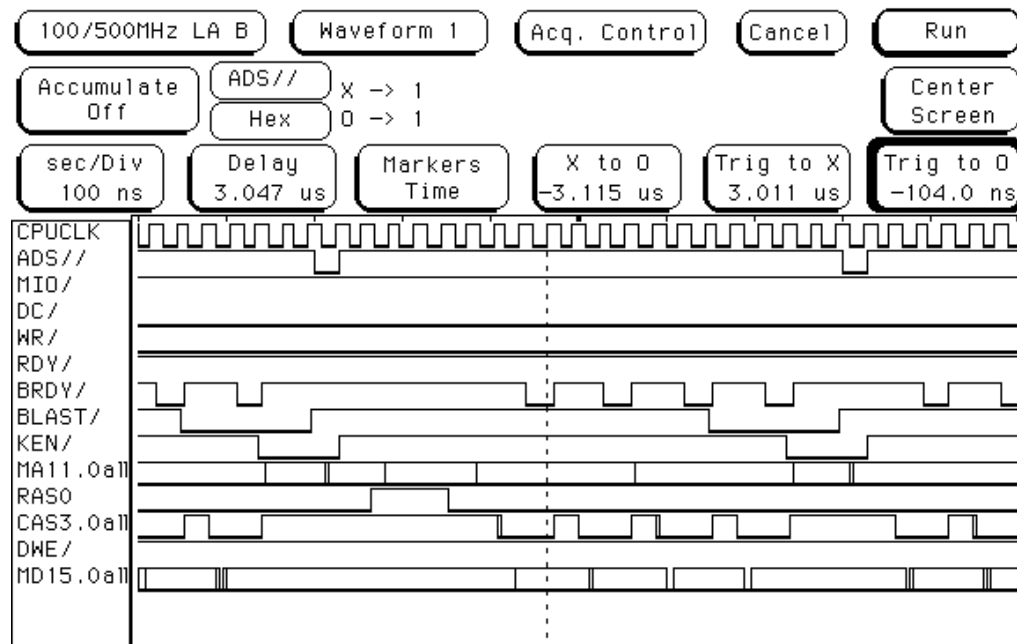 100/500MHz LA B Waveform 1 Acq. Control Cancel Run
Accumulate Off ADS// X -> 1 Center Screen
Hex O -> 1
sec/Div Delay Markers X to O Trig to X Trig to O
100 ns 3.047 us Time -3.115 us 3.011 us -104.0 ns
CPUCLK
ADS//
MIO/
DC/
WR/
RDY/
BRDY/
BLAST/
KEN/
MA11.0all
RAS0
CAS3.0all
DWE/
MD15.0all